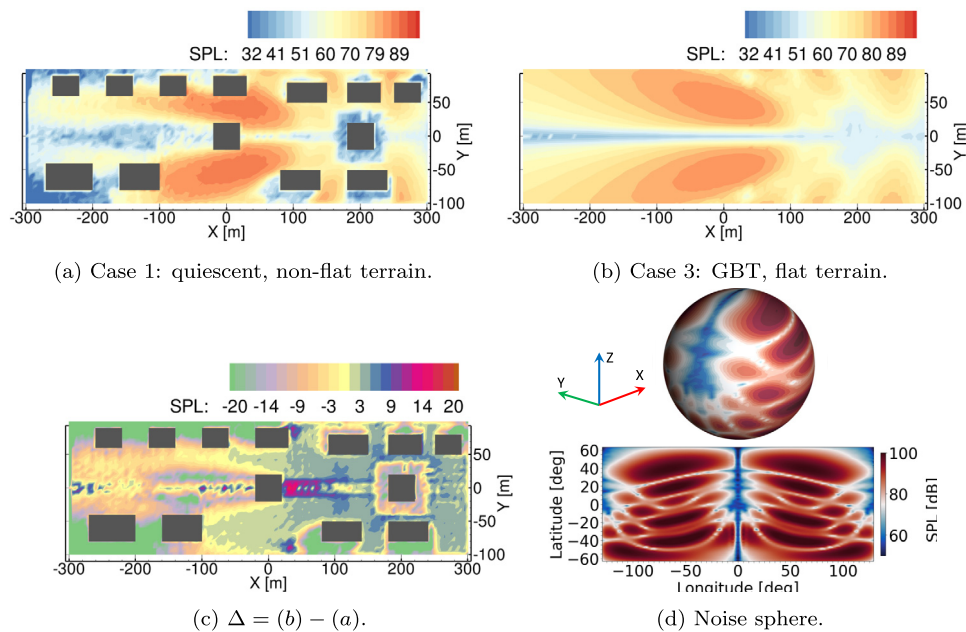 SPL: 32 41 51 60 70 79 89
50
0
-50
-100
Y [m]
-300 -200 -100 0 100 200 300
X [m]
(a) Case 1: quiescent, non-flat terrain.
SPL: 32 41 51 60 70 80 89
50
0
-50
-100
Y [m]
-300 -200 -100 0 100 200 300
X [m]
(b) Case 3: GBT, flat terrain.
SPL: -20 -14 -9 -3 3 9 14 20
50
0
-50
-100
Y [m]
-300 -200 -100 0 100 200 300
X [m]
(c) Δ = (b) − (a).
Z
X
Y
60
40
20
0
−20
−40
−60
Latitude [deg]
−100 −50 0 50 100
Longitude [deg]
100
80
60
SPL [dB]
(d) Noise sphere.